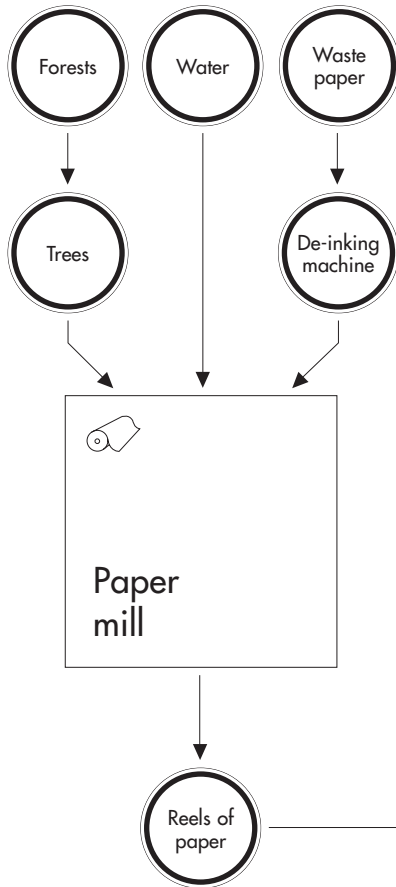 Forests
Water
Waste
paper
Trees
De-inking
machine
Paper
mill
Reels of
paper